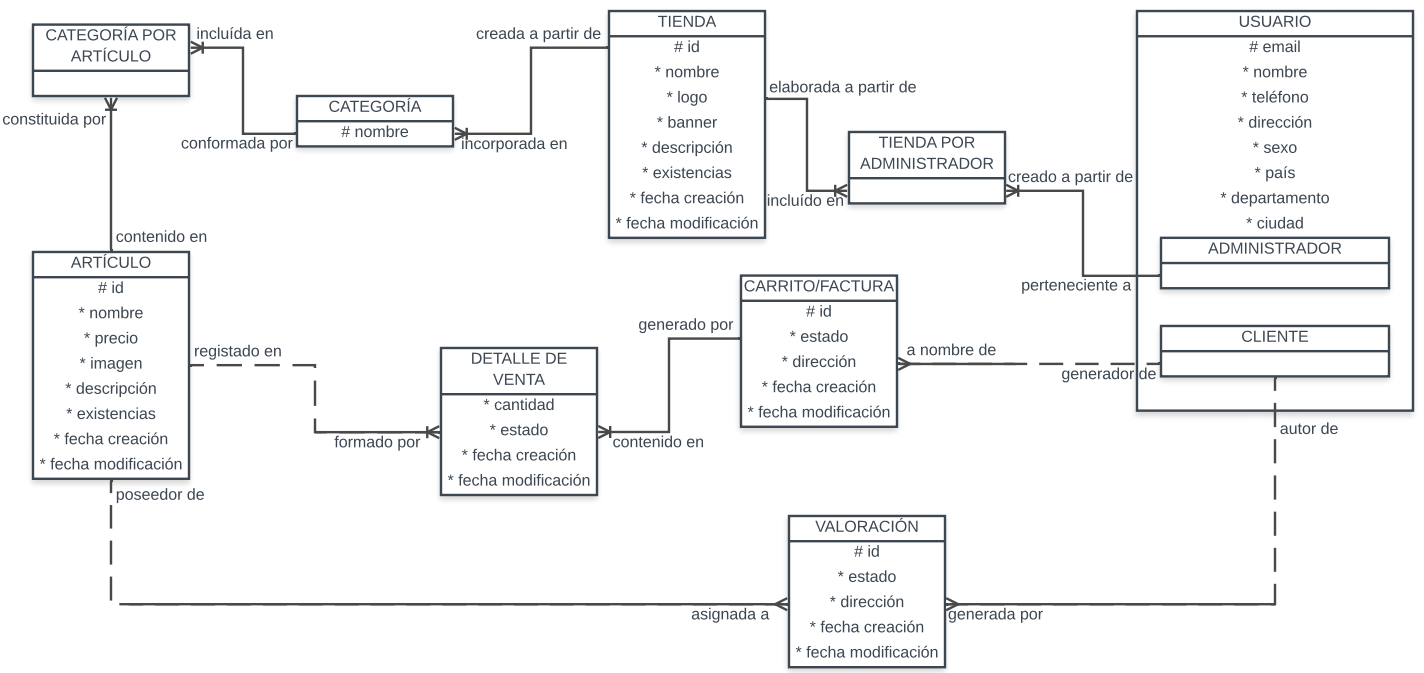 CATEGORÍA POR
ARTÍCULO
incluída en
constituida por
conformada por
CATEGORÍA
# nombre
creada a partir de
incorporada en
TIENDA
# id
* nombre
* logo
* banner
* descripción
* existencias
* fecha creación
* fecha modificación
elaborada a partir de
incluído en
TIENDA POR
ADMINISTRADOR
creado a partir de
perteneciente a
USUARIO
# email
* nombre
* teléfono
* dirección
* sexo
* país
* departamento
* ciudad
ADMINISTRADOR
CLIENTE
contenido en
ARTÍCULO
# id
* nombre
* precio
* imagen
* descripción
* existencias
* fecha creación
* fecha modificación
registado en
formado por
poseedor de
DETALLE DE
VENTA
* cantidad
* estado
* fecha creación
* fecha modificación
generado por
contenido en
CARRITO/FACTURA
# id
* estado
* dirección
* fecha creación
* fecha modificación
a nombre de
generador de
autor de
asignada a
VALORACIÓN
# id
* estado
* dirección
* fecha creación
* fecha modificación
generada por